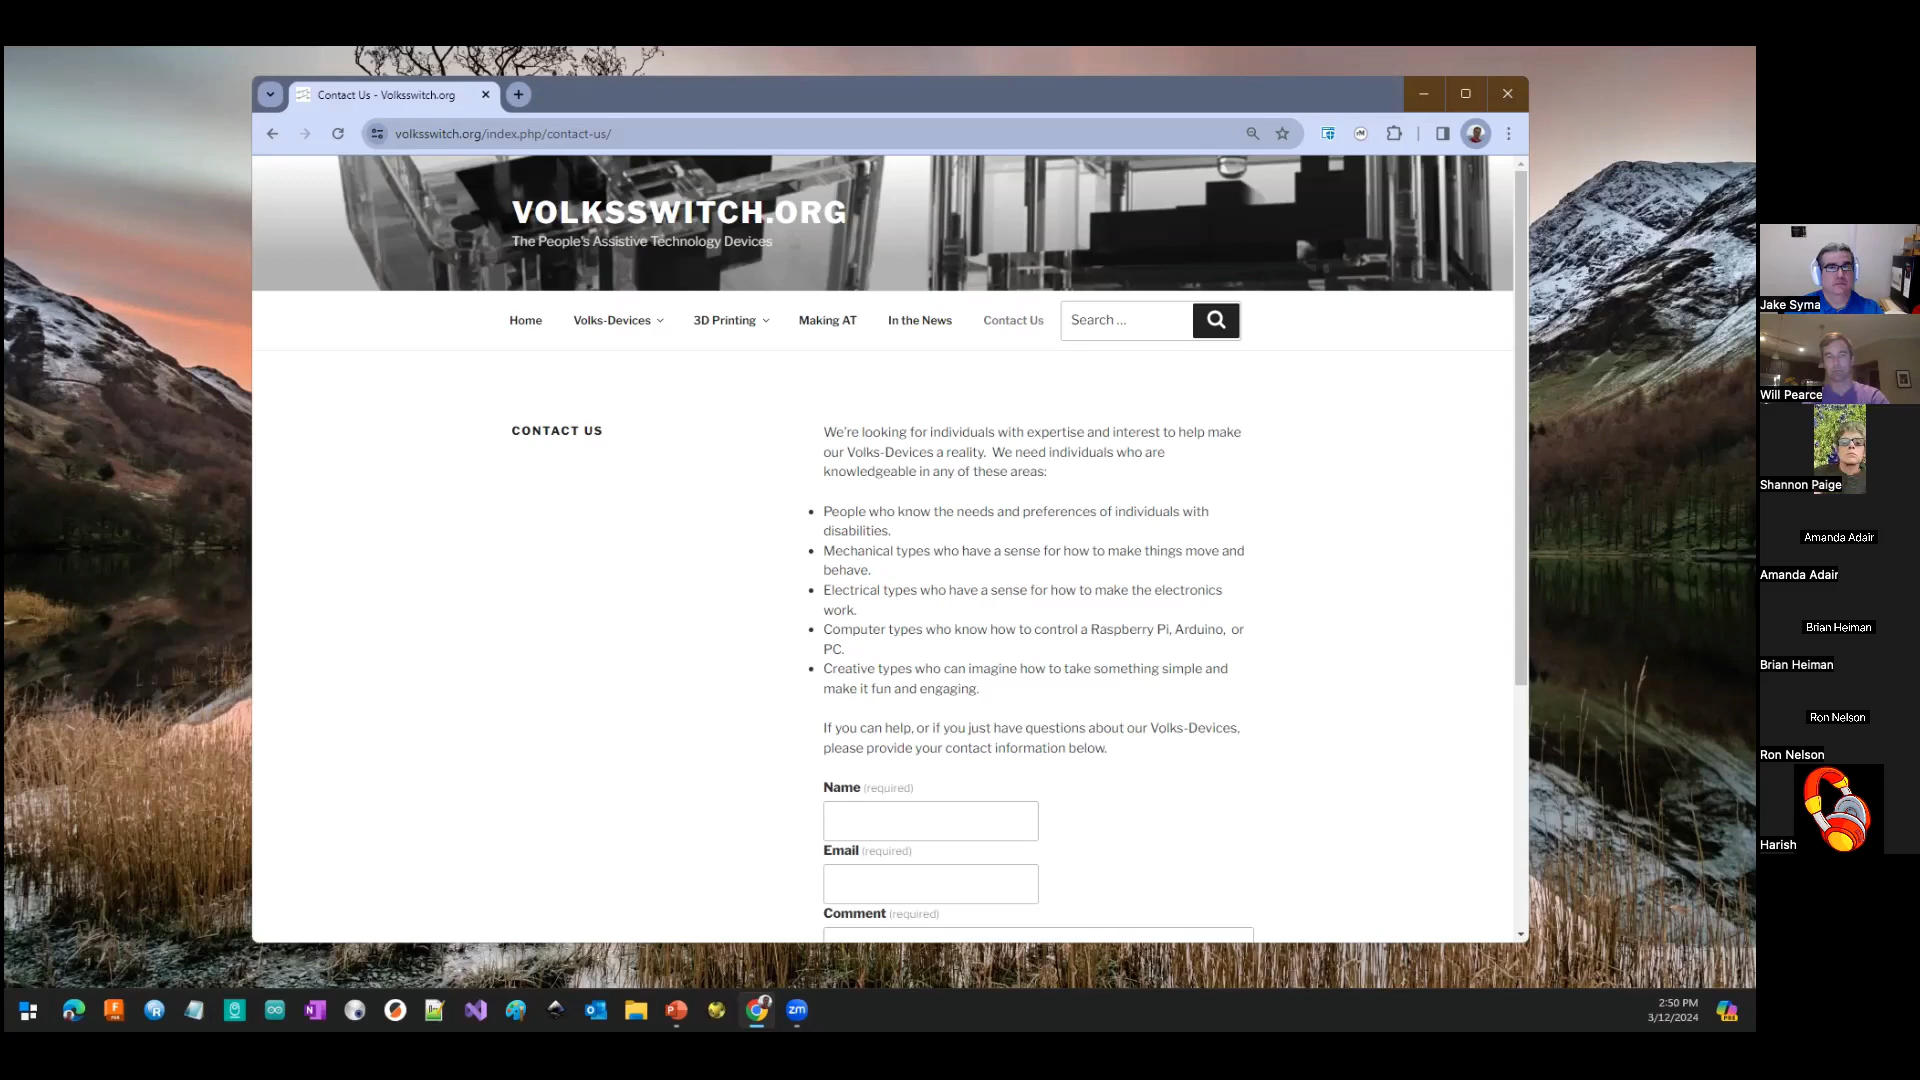 Contact Us - Volksswitch.org
volksswitch.org/index.php/contact-us/
VOLKSSWITCH.ORG
The People's Assistive Technology Devices
Home
Volks-Devices
3D Printing
Making AT
In the News
Contact Us
Search ...
CONTACT US
We're looking for individuals with expertise and interest to help make
our Volks-Devices a reality. We need individuals who are
knowledgeable in any of these areas:
People who know the needs and preferences of individuals with
disabilities.
Mechanical types who have a sense for how to make things move and
behave.
Electrical types who have a sense for how to make the electronics
work.
Computer types who know how to control a Raspberry Pi, Arduino, or
PC.
Creative types who can imagine how to take something simple and
make it fun and engaging.
If you can help, or if you just have questions about our Volks-Devices,
please provide your contact information below.
Name (required)
Email (required)
Comment (required)
Jake Syma
Will Pearce
Shannon Paige
Amanda Adair
Amanda Adair
Brian Heiman
Brian Heiman
Ron Nelson
Ron Nelson
Harish
zm
2:50 PM
3/12/2024